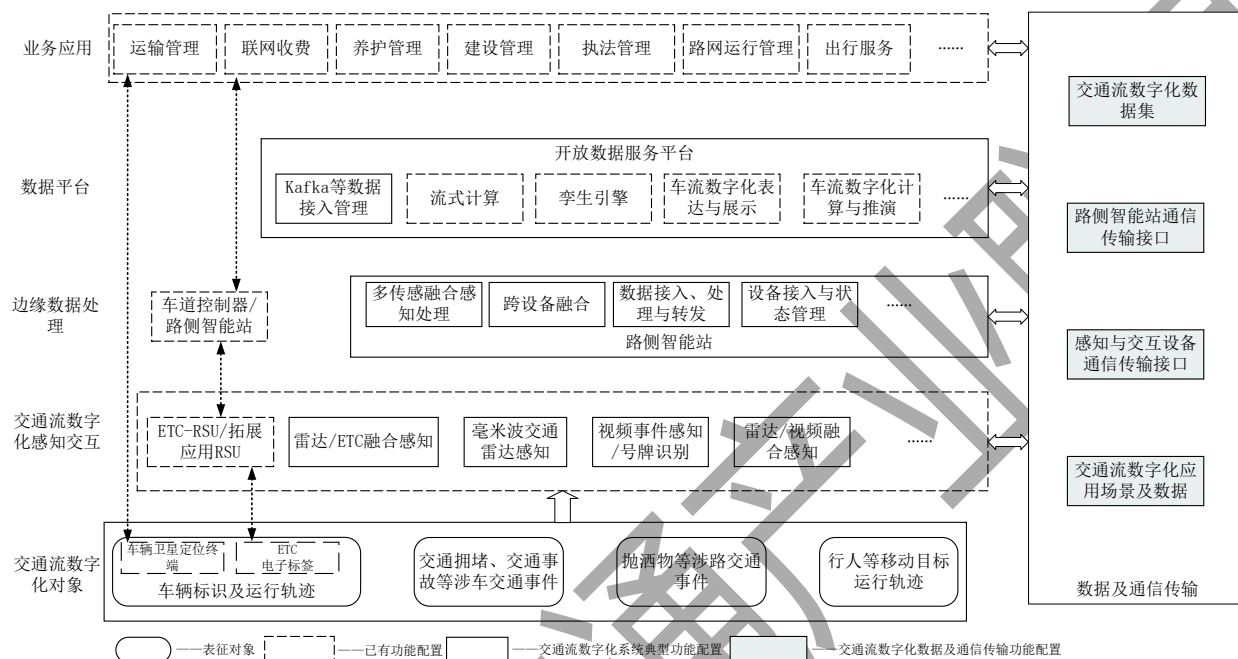 业务应用
运输管理
联网收费
养护管理
建设管理
执法管理
路网运行管理
出行服务
......
数据平台
开放数据服务平台
Kafka等数据
接入管理
流式计算
孪生引擎
车流数字化表
达与展示
车流数字化计
算与推演
......
边缘数据处
理
车道控制器/
路侧智能站
多传感融合感
知处理
跨设备融合
数据接入、处
理与转发
设备接入与状
态管理
......
路侧智能站
交通流数字
化感知交互
ETC-RSU/拓展
应用RSU
雷达/ETC融合感知
毫米波交通
雷达感知
视频事件感知
/号牌识别
雷达/视频融
合感知
......
交通流数字
化对象
车辆卫星定位终
端
ETC
电子标签
车辆标识及运行轨迹
交通拥堵、交通事
故等涉车交通事件
抛洒物等涉路交通
事件
行人等移动目标
运行轨迹
交通流数字化数
据集
路侧智能站通信
传输接口
感知与交互设备
通信传输接口
交通流数字化应
用场景及数据
数据及通信传输
——表征对象
——已有功能配置
——交通流数字化系统典型功能配置
——交通流数字化数据及通信传输功能配置
通产业